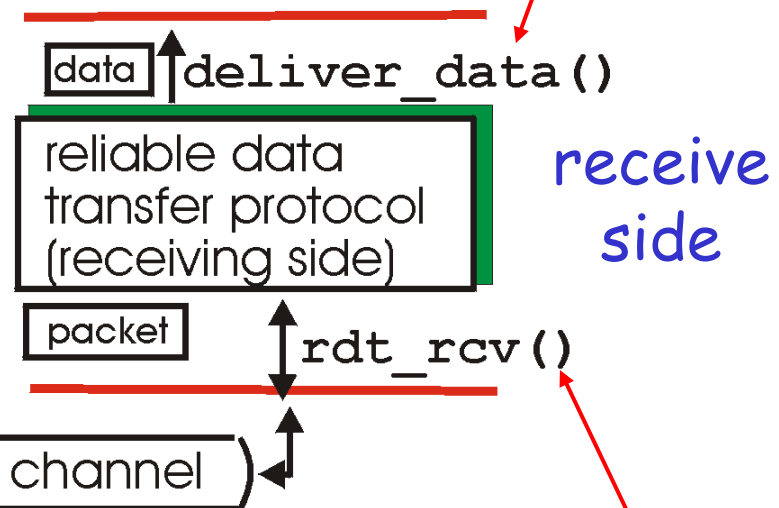 data deliver_data()
reliable data
transfer protocol
(receiving side)
receive
side
packet
rdt_rcv()
channel